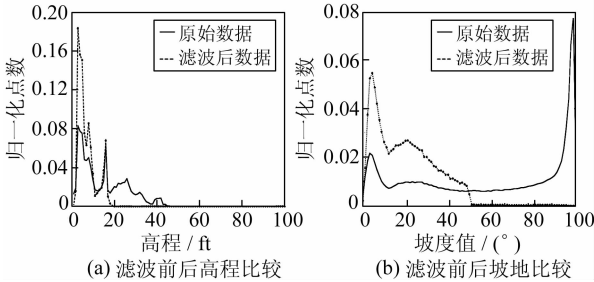 0.20
0.16
0.12
0.08
0.04
0
归一化点数
原始数据
滤波后数据
0 20 40 60 80 100
高程 / ft
(a) 滤波前后高程比较
0.08
0.06
0.04
0.02
0
归一化点数
原始数据
滤波后数据
0 20 40 60 80 100
坡度值 / (°)
(b) 滤波前后坡地比较